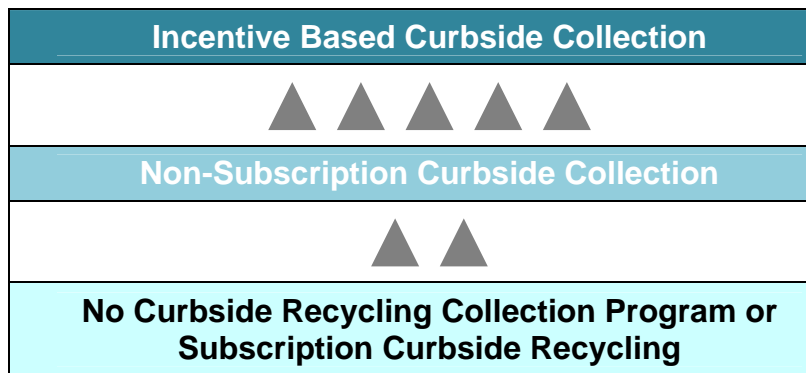 Incentive Based Curbside Collection
Non-Subscription Curbside Collection
No Curbside Recycling Collection Program or
Subscription Curbside Recycling